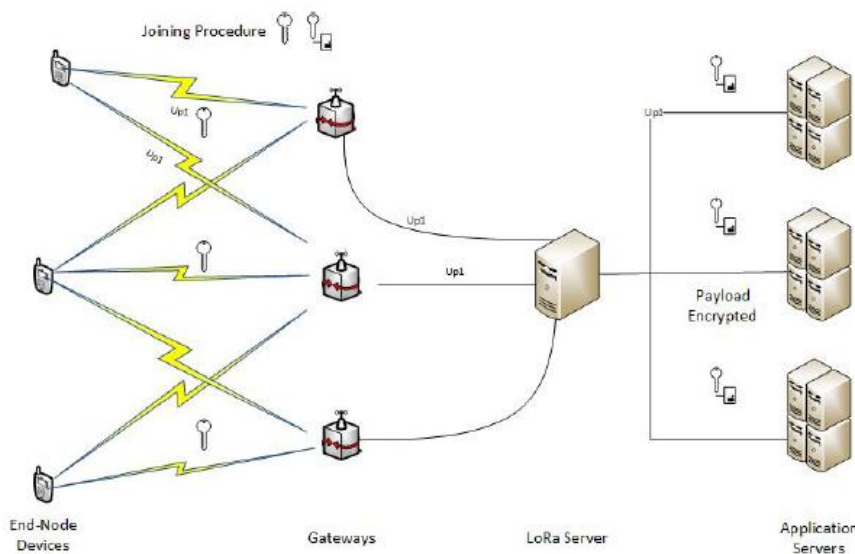 Joining Procedure
Up1
Up1
Up1
Up1
Up1
Payload
Encrypted
End-Node
Devices
Gateways
LoRa Server
Application
Servers